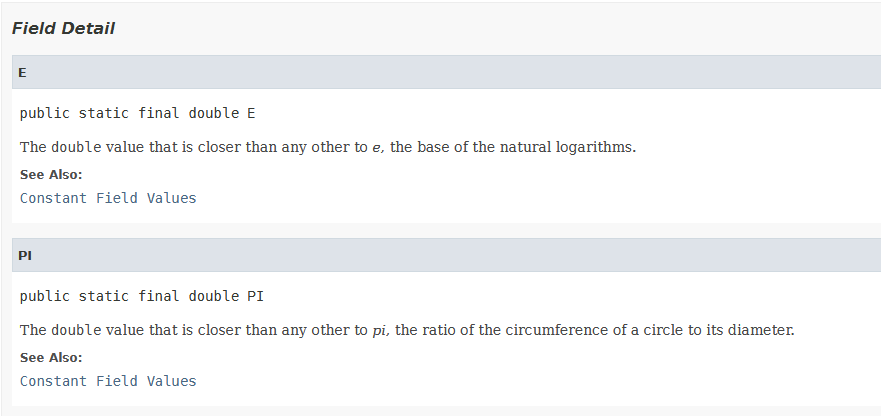 Field Detail
E
public static final double E
The double value that is closer than any other to e, the base of the natural logarithms.
See Also:
Constant Field Values
PI
public static final double PI
The double value that is closer than any other to pi, the ratio of the circumference of a circle to its diameter.
See Also:
Constant Field Values